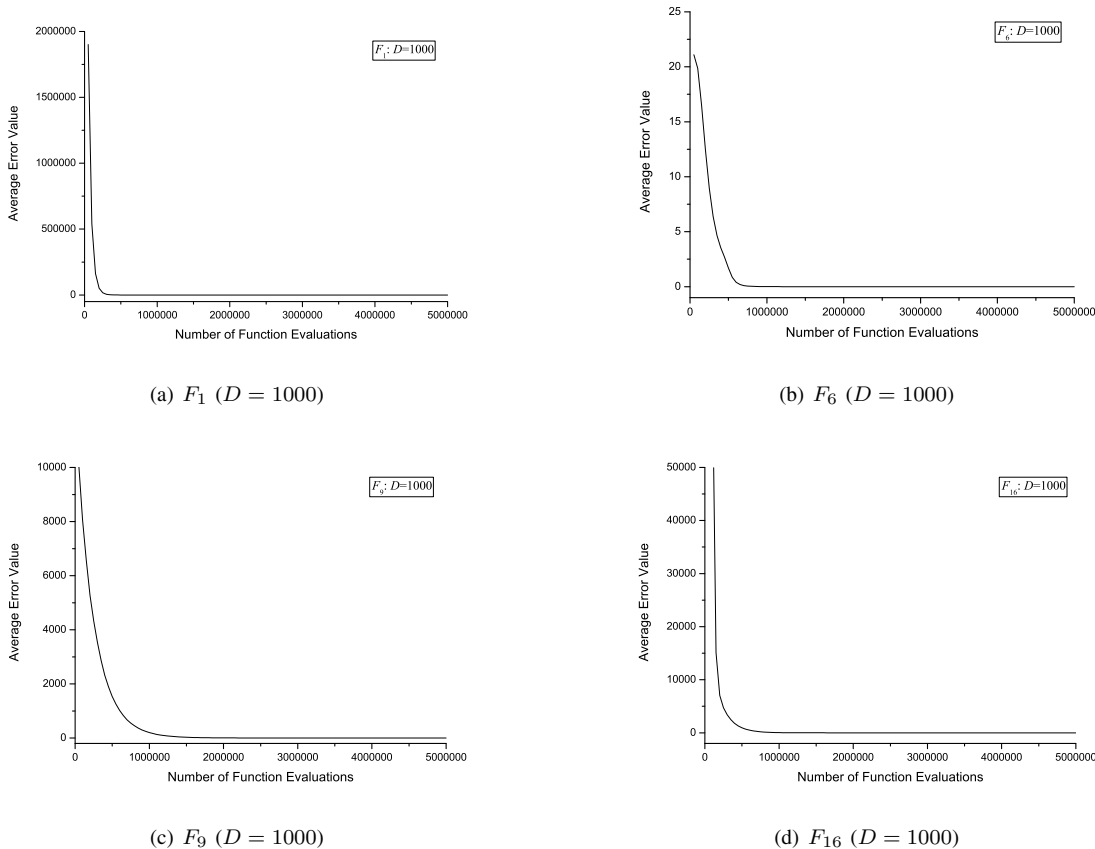 2000000
1500000
1000000
500000
0
Average Error Value
F1: D=1000
0 1000000 2000000 3000000 4000000 5000000
Number of Function Evaluations
(a) F1 (D = 1000)
25
20
15
10
5
0
Average Error Value
F6: D=1000
0 1000000 2000000 3000000 4000000 5000000
Number of Function Evaluations
(b) F6 (D = 1000)
10000
8000
6000
4000
2000
0
Average Error Value
F9: D=1000
0 1000000 2000000 3000000 4000000 5000000
Number of Function Evaluations
(c) F9 (D = 1000)
50000
40000
30000
20000
10000
0
Average Error Value
F16: D=1000
0 1000000 2000000 3000000 4000000 5000000
Number of Function Evaluations
(d) F16 (D = 1000)